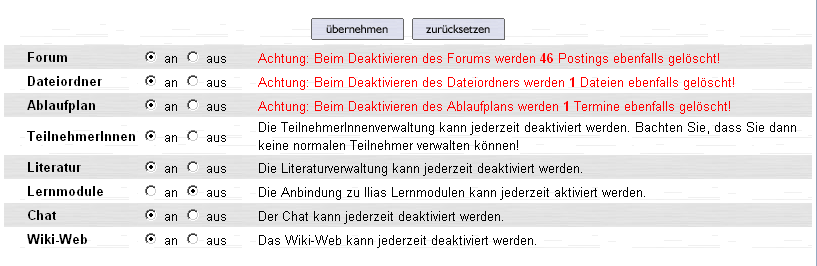 übernehmen zurücksetzen
Forum an aus Achtung: Beim Deaktivieren des Forums werden 46 Postings ebenfalls gelöscht!
Dateiordner an aus Achtung: Beim Deaktivieren des Dateiordners werden 1 Dateien ebenfalls gelöscht!
Ablaufplan an aus Achtung: Beim Deaktivieren des Ablaufplans werden 1 Termine ebenfalls gelöscht!
TeilnehmerInnen an aus Die TeilnehmerInnenverwaltung kann jederzeit deaktiviert werden. Bachten Sie, dass Sie dann
keine normalen Teilnehmer verwalten können!
Literatur an aus Die Literaturverwaltung kann jederzeit deaktiviert werden.
Lernmodule an aus Die Anbindung zu Ilias Lernmodulen kann jederzeit aktiviert werden.
Chat an aus Der Chat kann jederzeit deaktiviert werden.
Wiki-Web an aus Das Wiki-Web kann jederzeit deaktiviert werden.